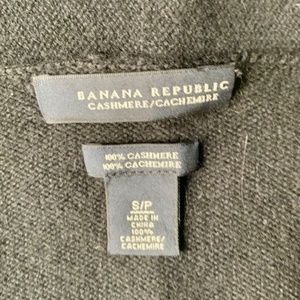 BANANA REPUBLIC
CASHMERE/CACHEMIRE
100% CASHMERE
100% CACHEMIRE
S/P
MADE IN
CHINA
100%
CASHMERE/
CACHEMIRE